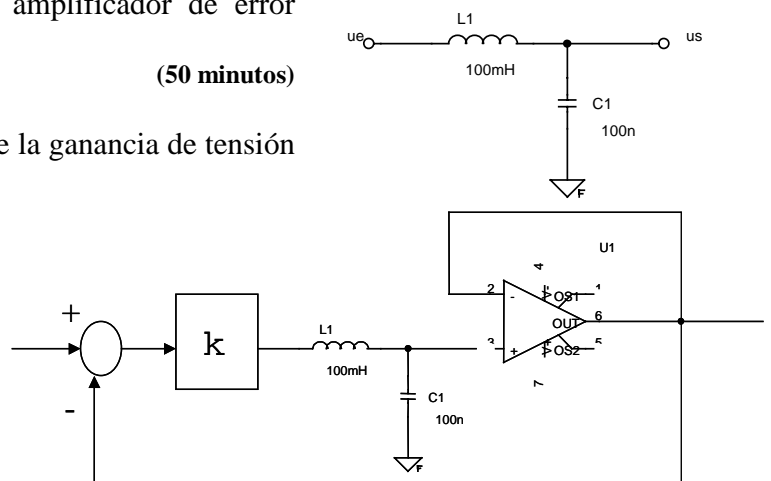 amplificador de error
(50 minutos)
e la ganancia de tensión
L1
ue
us
100mH
C1
100n
F
U1
4
1
2
-
V-
OS1
+
k
L1
OUT
6
3
+
V+
OS2
5
100mH
7
-
C1
100n
F